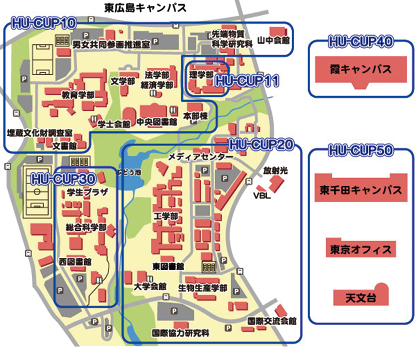 東広島キャンパス
HU-CUP10
男女共同参画推進室
先端物質
科学研究科
山中会館
HU-CUP40
霞キャンパス
文学部
法学部
経済学部
理学部
HU-CUP11
教育学部
学士会館
中央図書館
本部棟
埋蔵文化財調査室
文書館
メディアセンター
HU-CUP20
HU-CUP50
放射光
VBL
HU-CUP30
ぶどう池
学生プラザ
東千田キャンパス
工学部
総合科学部
西図書館
東図書館
東京オフィス
大学会館
生物生産学部
天文台
国際協力研究科
国際交流会館
P